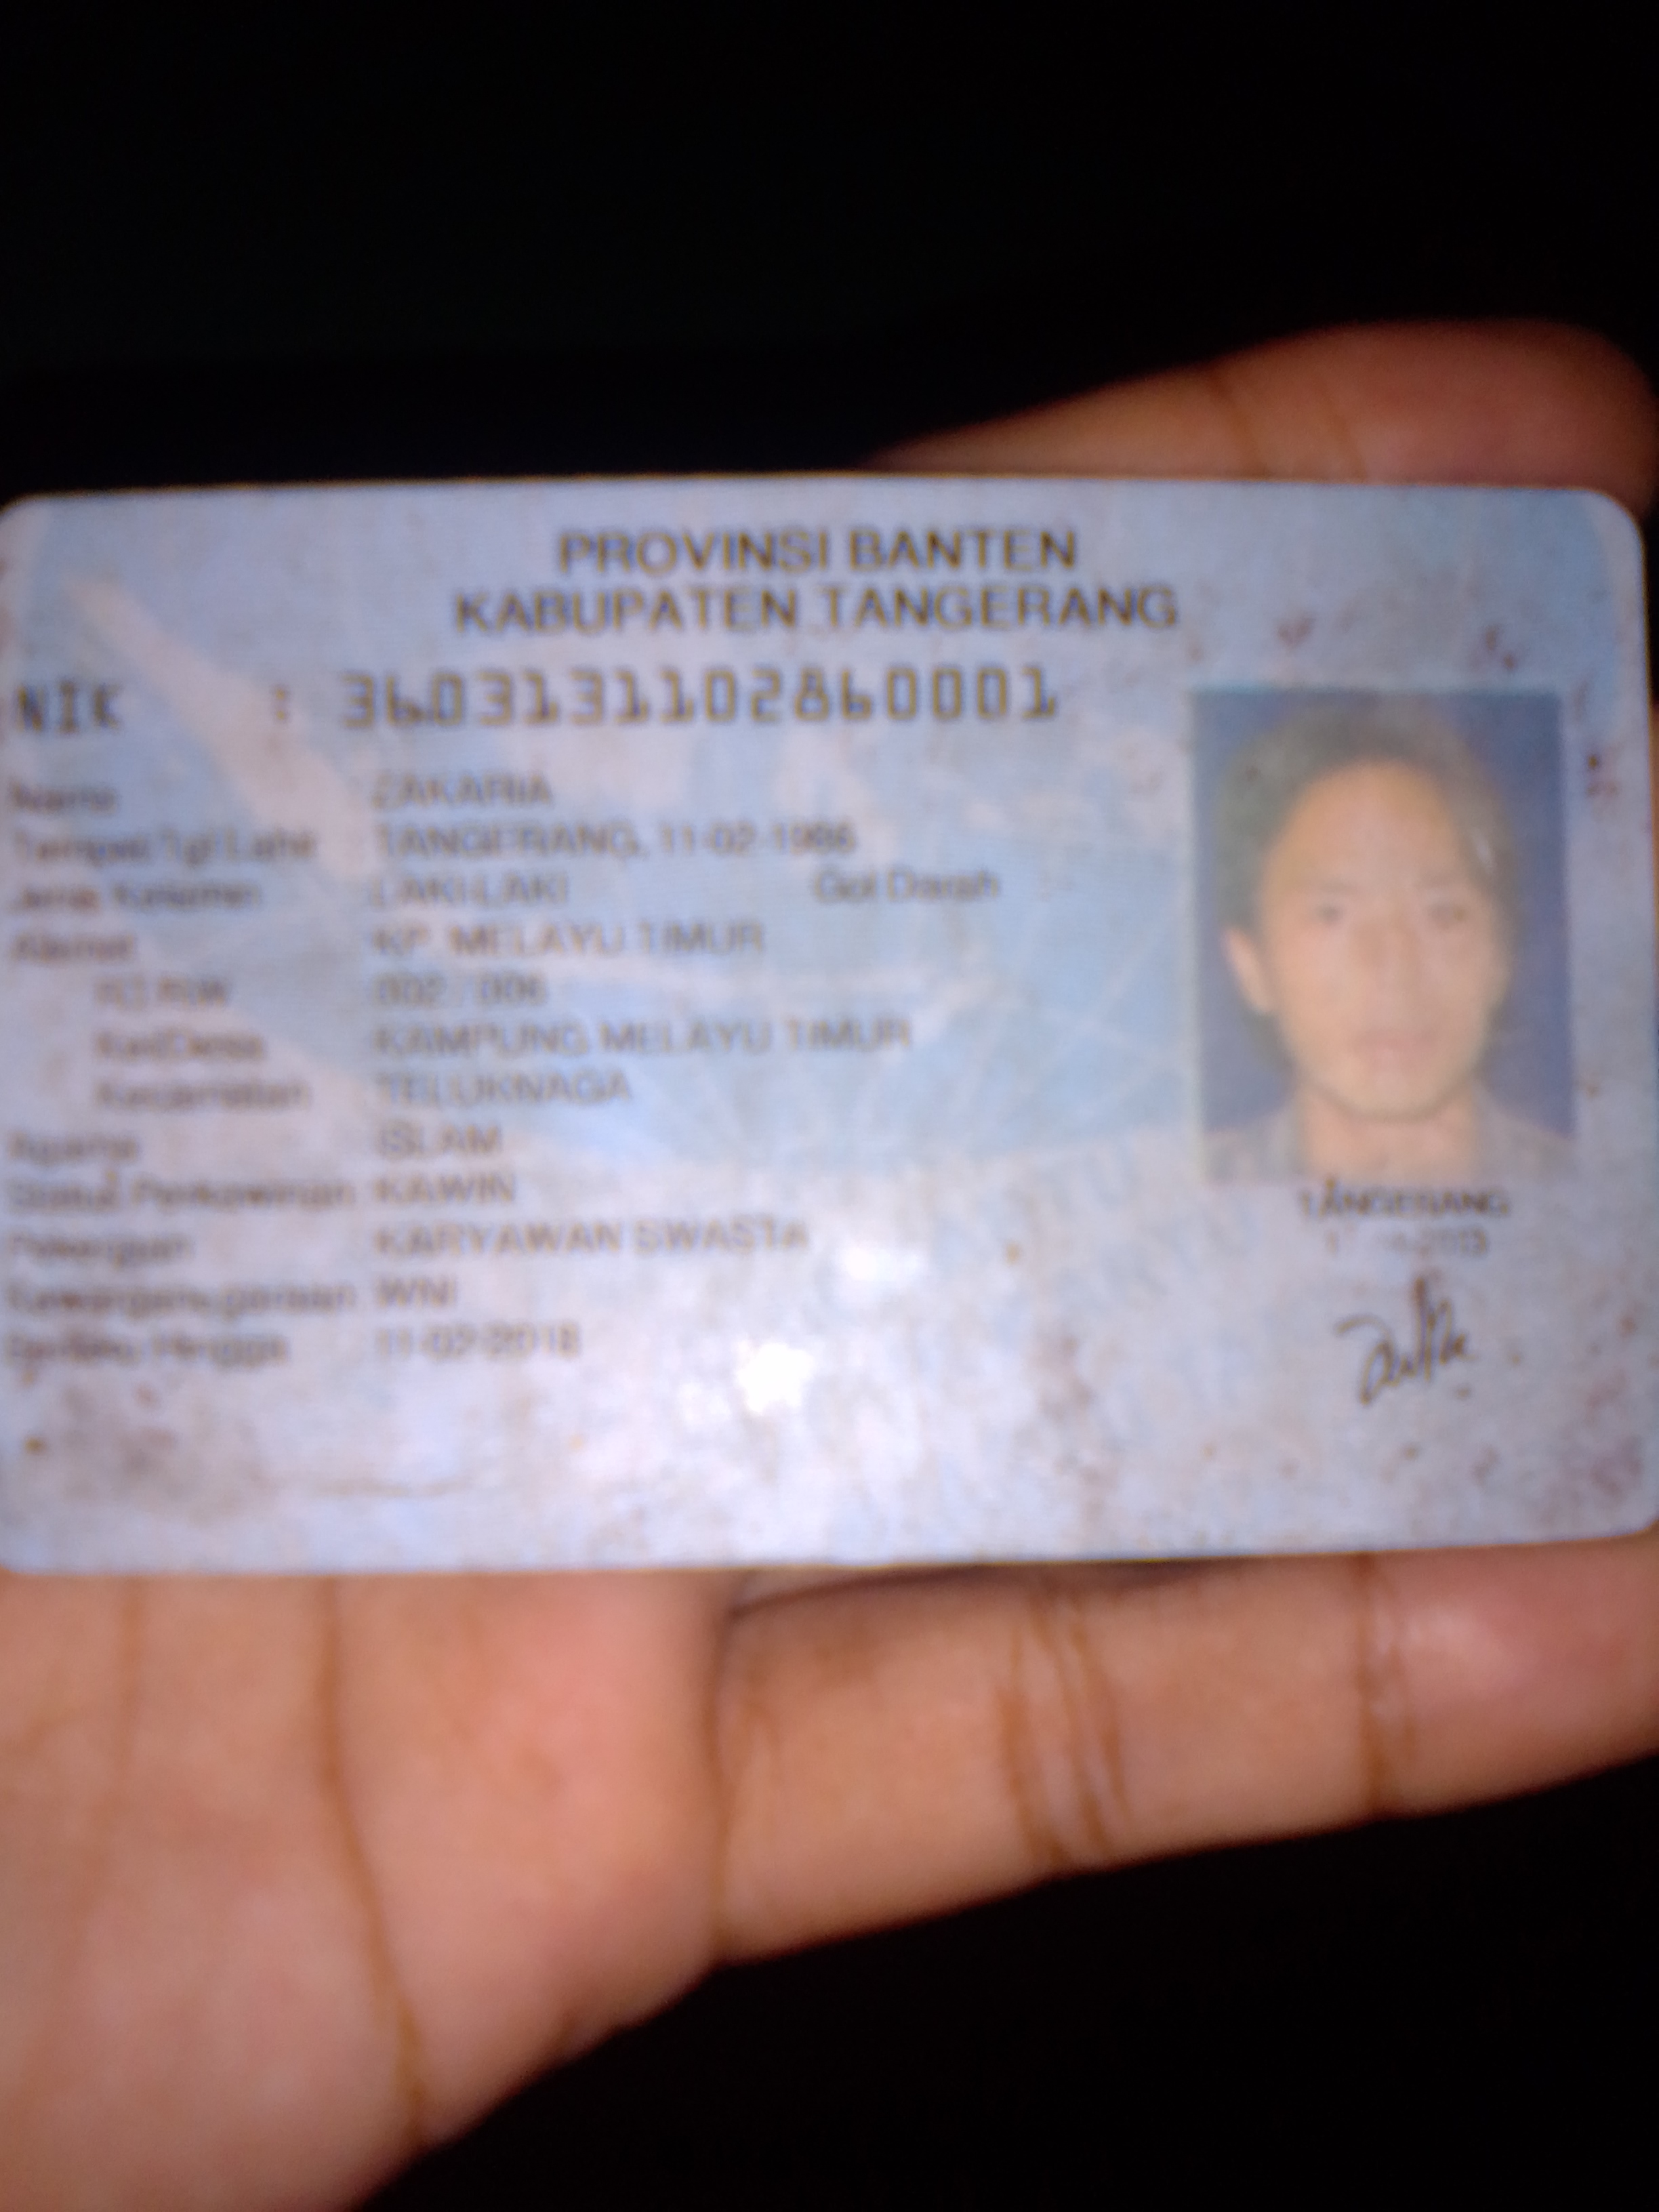 PROVINSI BANTEN
KABUPATEN TANGERANG
NIK : 3603131102860001
Nama ZAKARIA
Tempat/Tgl Lahir TANGERANG, 11-02-1986
Jenis Kelamin LAKI-LAKI Gol Darah
Alamat KP. MELAYU TIMUR
RT/RW 002 / 006
Kel/Desa KAMPUNG MELAYU TIMUR
Kecamatan TELUKNAGA
Agama ISLAM
Status Perkawinan KAWIN
Pekerjaan KARYAWAN SWASTA
Kewarganegaraan WNI
Berlaku Hingga 11-02-2018
TANGERANG